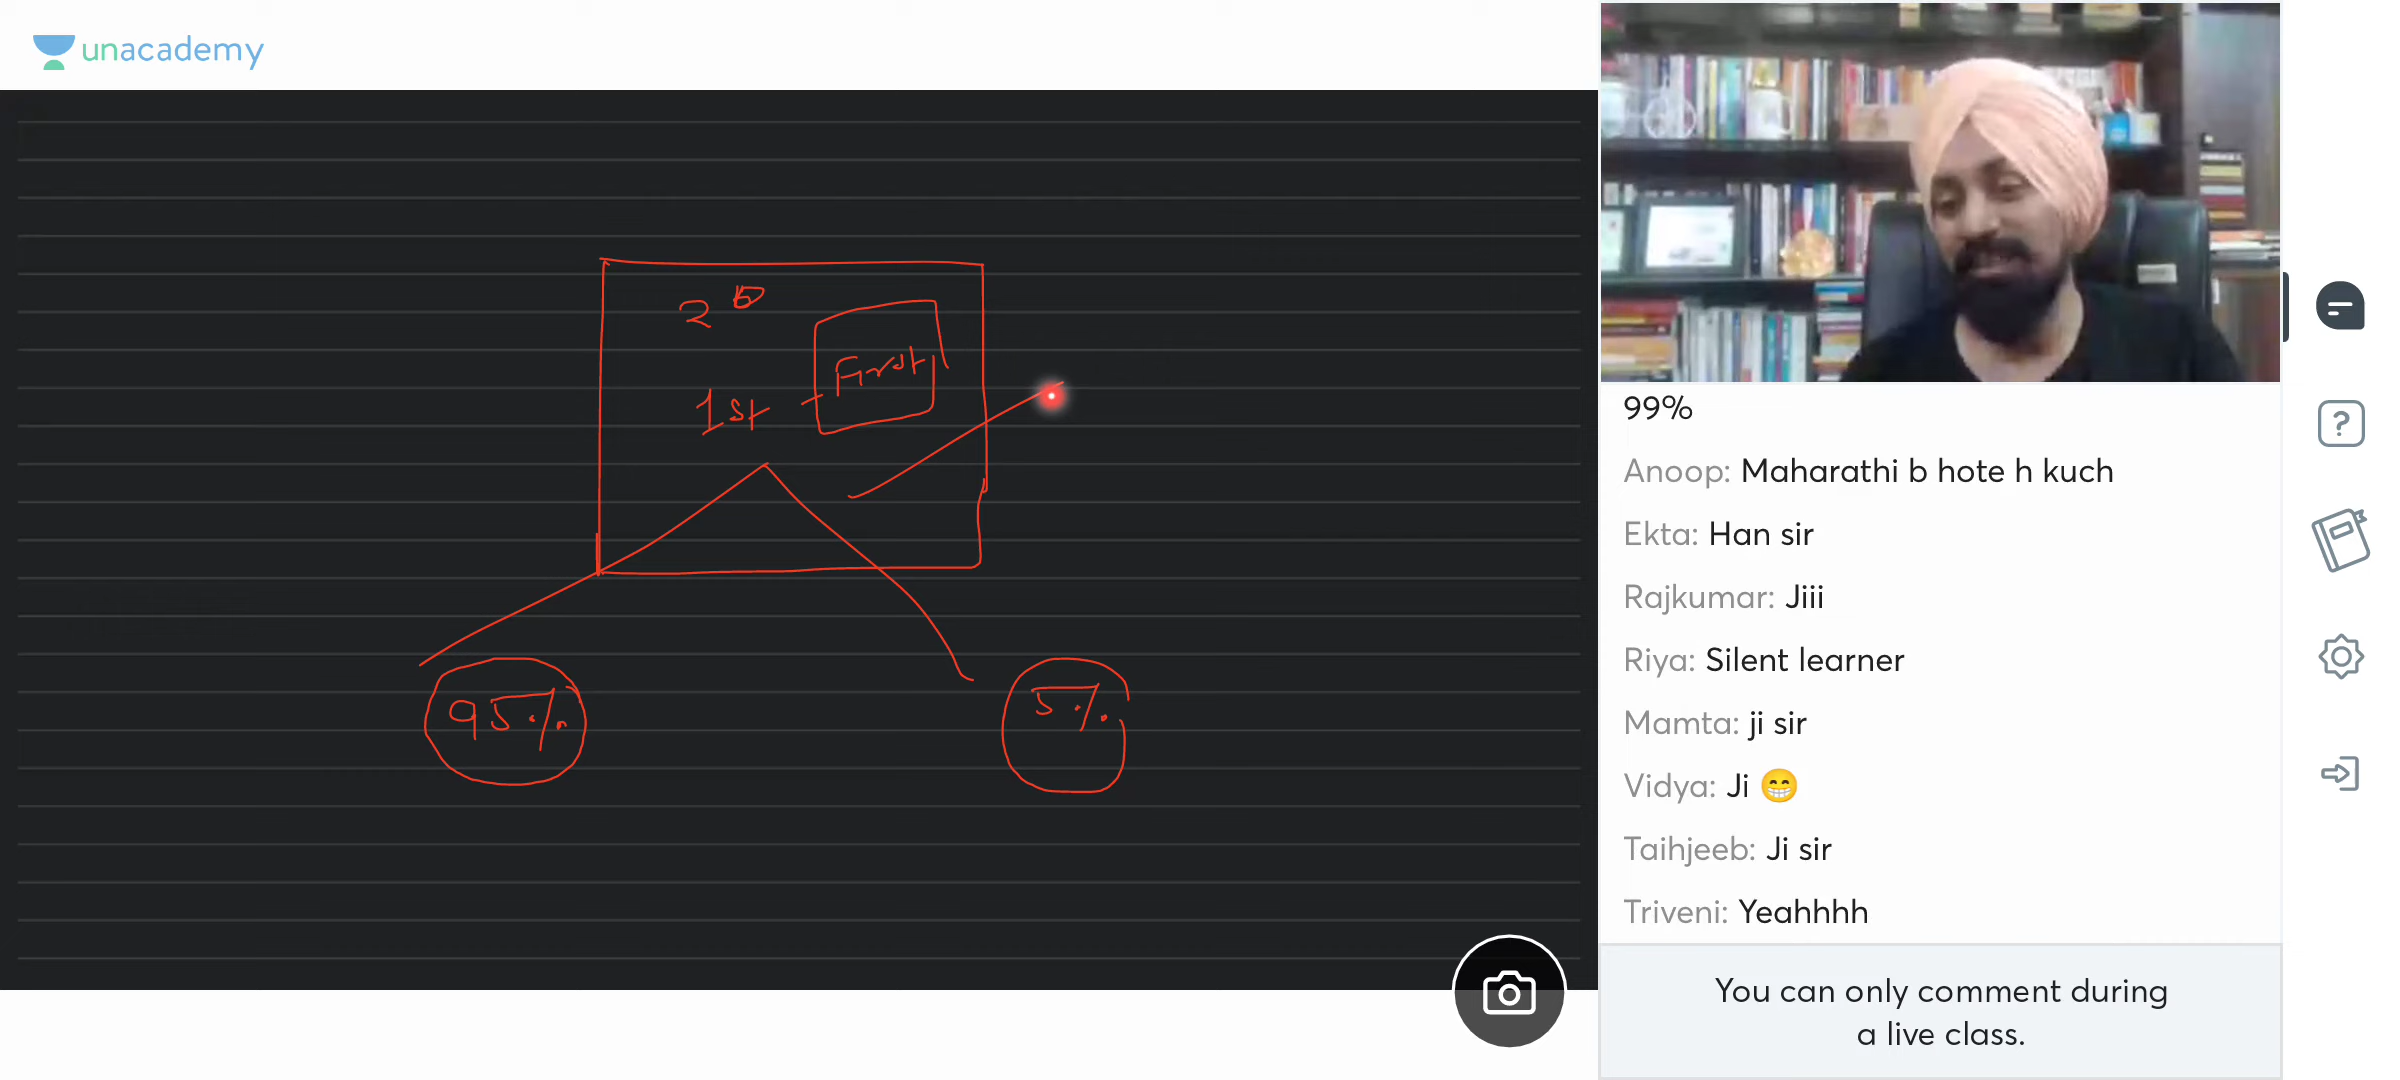 unacademy
2
1st
First
95%
5%
99%
Anoop: Maharathi b hote h kuch
Ekta: Han sir
Rajkumar: Jiii
Riya: Silent learner
Mamta: ji sir
Vidya: Ji 😁
Taihjeeb: Ji sir
Triveni: Yeahhhh
You can only comment during
a live class.
?